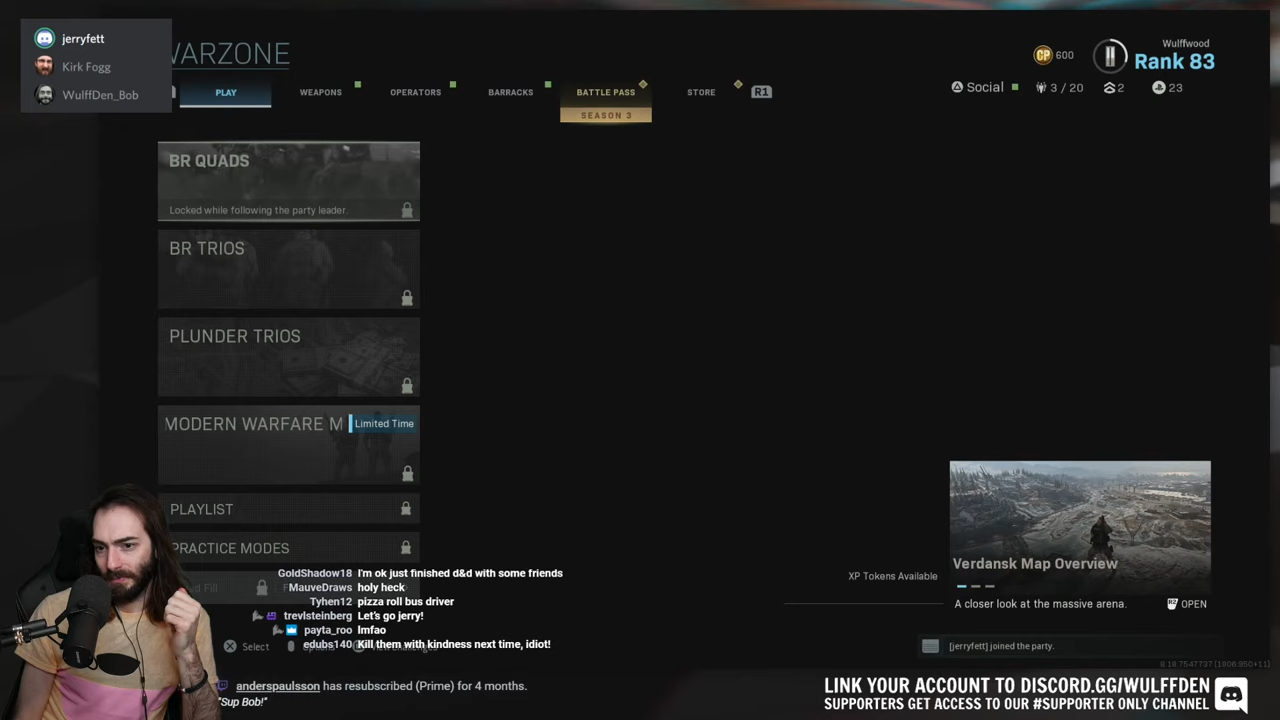 jerryfett
Kirk Fogg
WulffDen_Bob
WARZONE
600
Wulffwood
Rank 83
PLAY
WEAPONS
OPERATORS
BARRACKS
BATTLE PASS
STORE
R1
SEASON 3
Social
3 / 20
2
23
BR QUADS
Locked while following the party leader.
BR TRIOS
PLUNDER TRIOS
MODERN WARFARE M
Limited Time
PLAYLIST
PRACTICE MODES
GoldShadow18 I'm ok just finished d&d with some friends
FMauveDraws holy heck
Tyhen12 pizza roll bus driver
trevlsteinberg Let's go jerry!
payta_roo lmfao
edubs140 Kill them with kindness next time, idiot!
Select
anderspaulsson has resubscribed (Prime) for 4 months.
"Sup Bob!"
Verdansk Map Overview
XP Tokens Available
A closer look at the massive arena.
R2 OPEN
[jerryfett] joined the party.
LINK YOUR ACCOUNT TO DISCORD.GG/WULFFDEN
SUPPORTERS GET ACCESS TO OUR #SUPPORTER ONLY CHANNEL